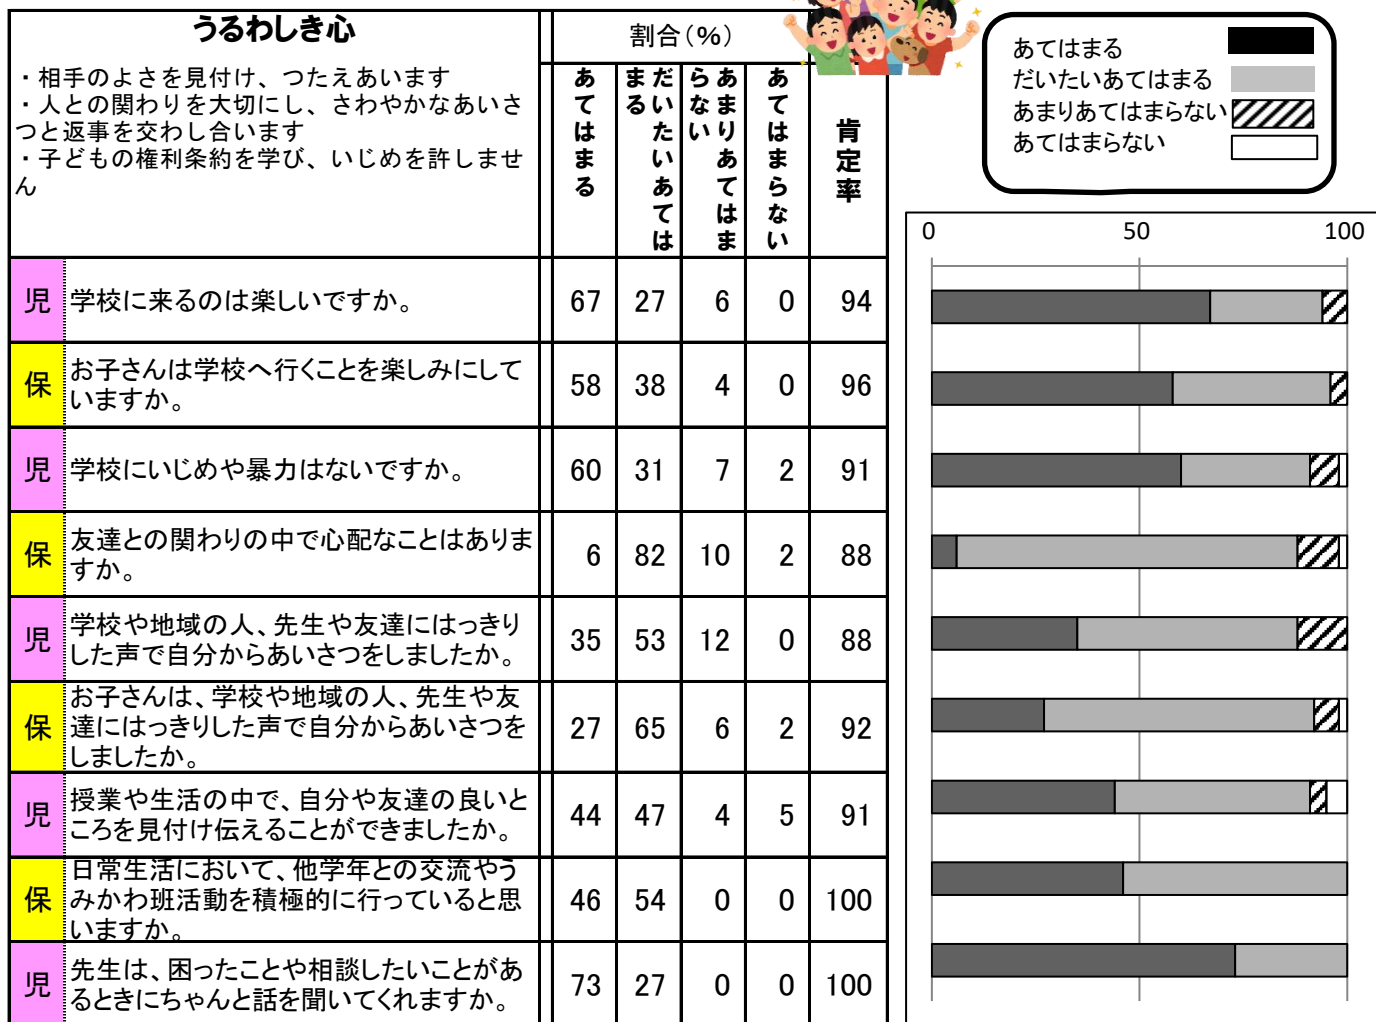 うるわしき心
・相手のよさを見付け、つたえあいます
・人との関わりを大切にし、さわやかなあいさ
つと返事を交わし合います
・子どもの権利条約を学び、いじめを許しませ
ん
割合(%)
あてはまる
だいたいあてはまる
あまりあてはまらない
あてはまらない
肯定率
児 学校に来るのは楽しいですか。 67 27 6 0 94
保 お子さんは学校へ行くことを楽しみにして
いますか。 58 38 4 0 96
児 学校にいじめや暴力はないですか。 60 31 7 2 91
保 友達との関わりの中で心配なことはありま
すか。 6 82 10 2 88
児 学校や地域の人、先生や友達にはっきり
した声で自分からあいさつをしましたか。 35 53 12 0 88
保 お子さんは、学校や地域の人、先生や友
達にはっきりした声で自分からあいさつを
しましたか。 27 65 6 2 92
児 授業や生活の中で、自分や友達の良いと
ころを見付け伝えることができましたか。 44 47 4 5 91
保 日常生活において、他学年との交流やう
みかわ班活動を積極的に行っていると思
いますか。 46 54 0 0 100
児 先生は、困ったことや相談したいことがあ
るときにちゃんと話を聞いてくれますか。 73 27 0 0 100
あてはまる
だいたいあてはまる
あまりあてはまらない
あてはまらない
0 50 100